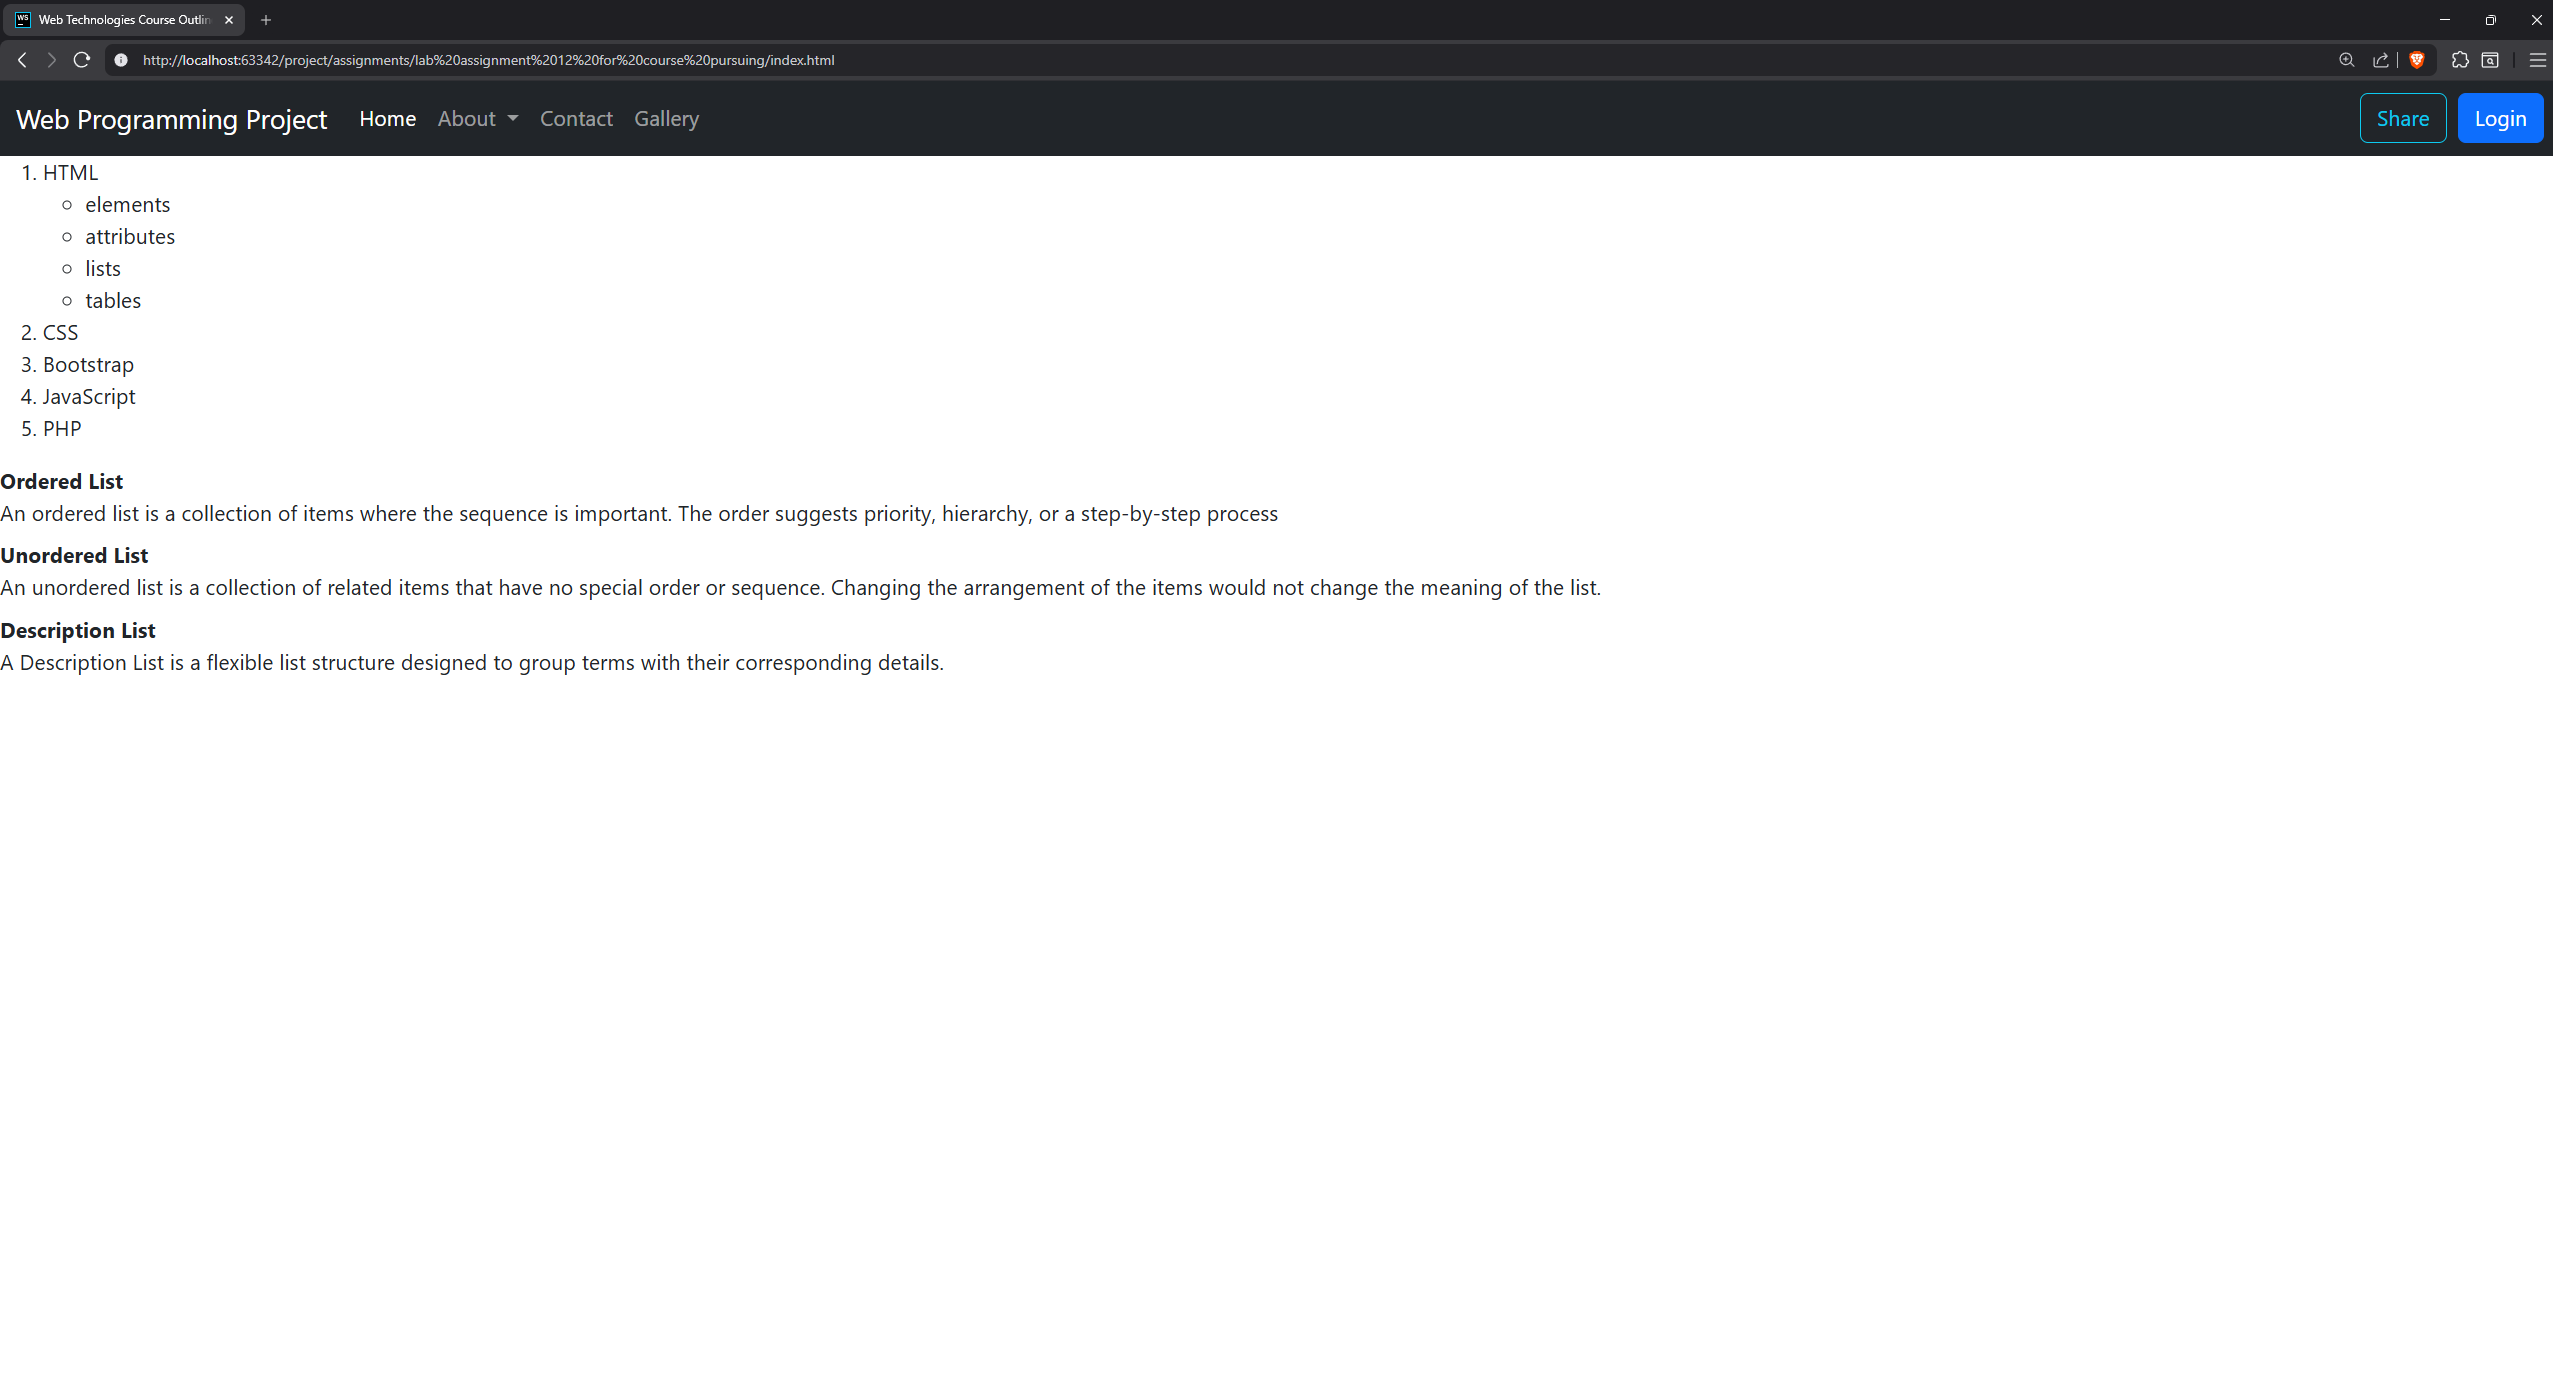 Web Technologies Course Outlin
http://localhost:63342/project/assignments/lab%20assignment%2012%20for%20course%20pursuing/index.html
Web Programming Project Home About Contact Gallery Share Login
1. HTML
elements
attributes
lists
tables
2. CSS
3. Bootstrap
4. JavaScript
5. PHP
Ordered List
An ordered list is a collection of items where the sequence is important. The order suggests priority, hierarchy, or a step-by-step process
Unordered List
An unordered list is a collection of related items that have no special order or sequence. Changing the arrangement of the items would not change the meaning of the list.
Description List
A Description List is a flexible list structure designed to group terms with their corresponding details.